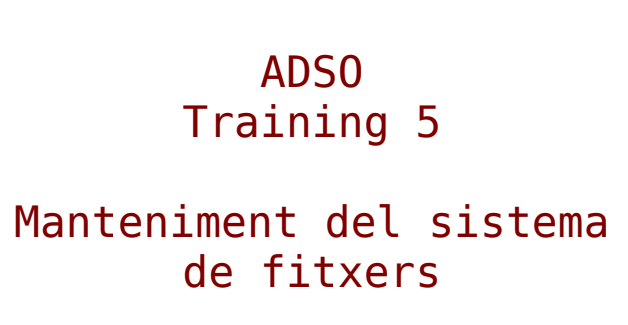 ADSO
Training 5
Manteniment del sistema
de fitxers